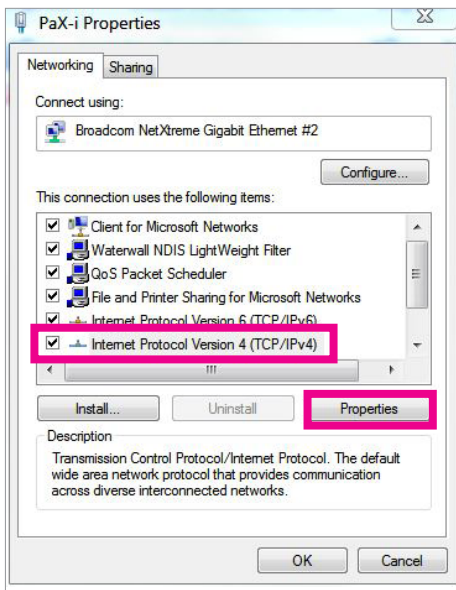 PaX-i Properties
Networking
Sharing
Connect using:
Broadcom NetXtreme Gigabit Ethernet #2
Configure...
This connection uses the following items:
Client for Microsoft Networks
Waterwall NDIS LightWeight Filter
QoS Packet Scheduler
File and Printer Sharing for Microsoft Networks
Internet Protocol Version 6 (TCP/IPv6)
Internet Protocol Version 4 (TCP/IPv4)
Install...
Uninstall
Properties
Description
Transmission Control Protocol/Internet Protocol. The default
wide area network protocol that provides communication
across diverse interconnected networks.
OK
Cancel